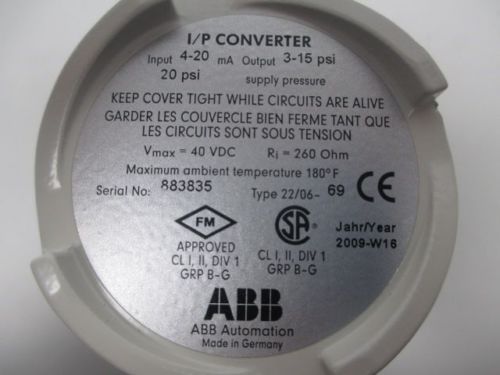 I/P CONVERTER
Input 4-20 mA Output 3-15 psi
20 psi supply pressure
KEEP COVER TIGHT WHILE CIRCUITS ARE ALIVE
GARDER LES COUVERCLE BIEN FERME TANT QUE
LES CIRCUITS SONT SOUS TENSION
Vmax = 40 VDC Ri = 260 Ohm
Maximum ambient temperature 180°F
Serial No: 883835 Type 22/06- 69 CE
FM
APPROVED
CL I, II, DIV 1
GRP B-G
SA
CL I, II, DIV 1
GRP B-G
Jahr/Year
2009-W16
ABB
ABB Automation
Made in Germany